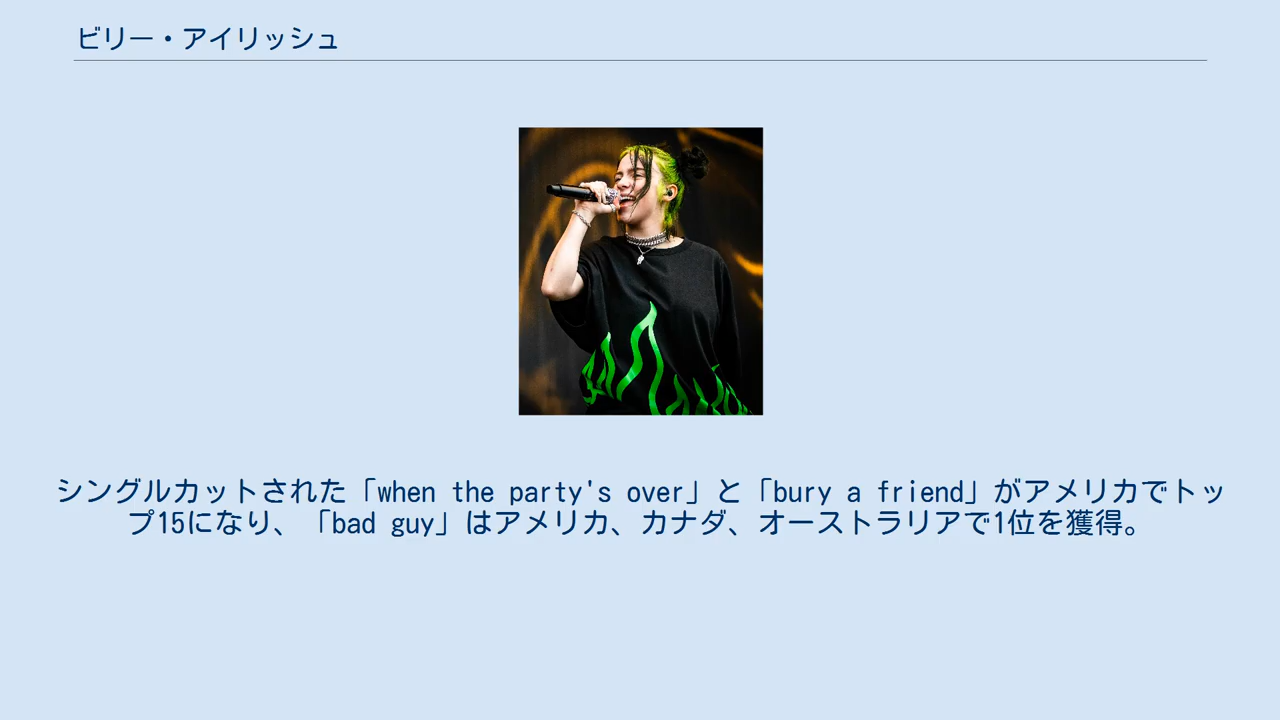 ビリー・アイリッシュ
シングルカットされた「when the party's over」と「bury a friend」がアメリカでトッ
プ15になり、「bad guy」はアメリカ、カナダ、オーストラリアで1位を獲得。